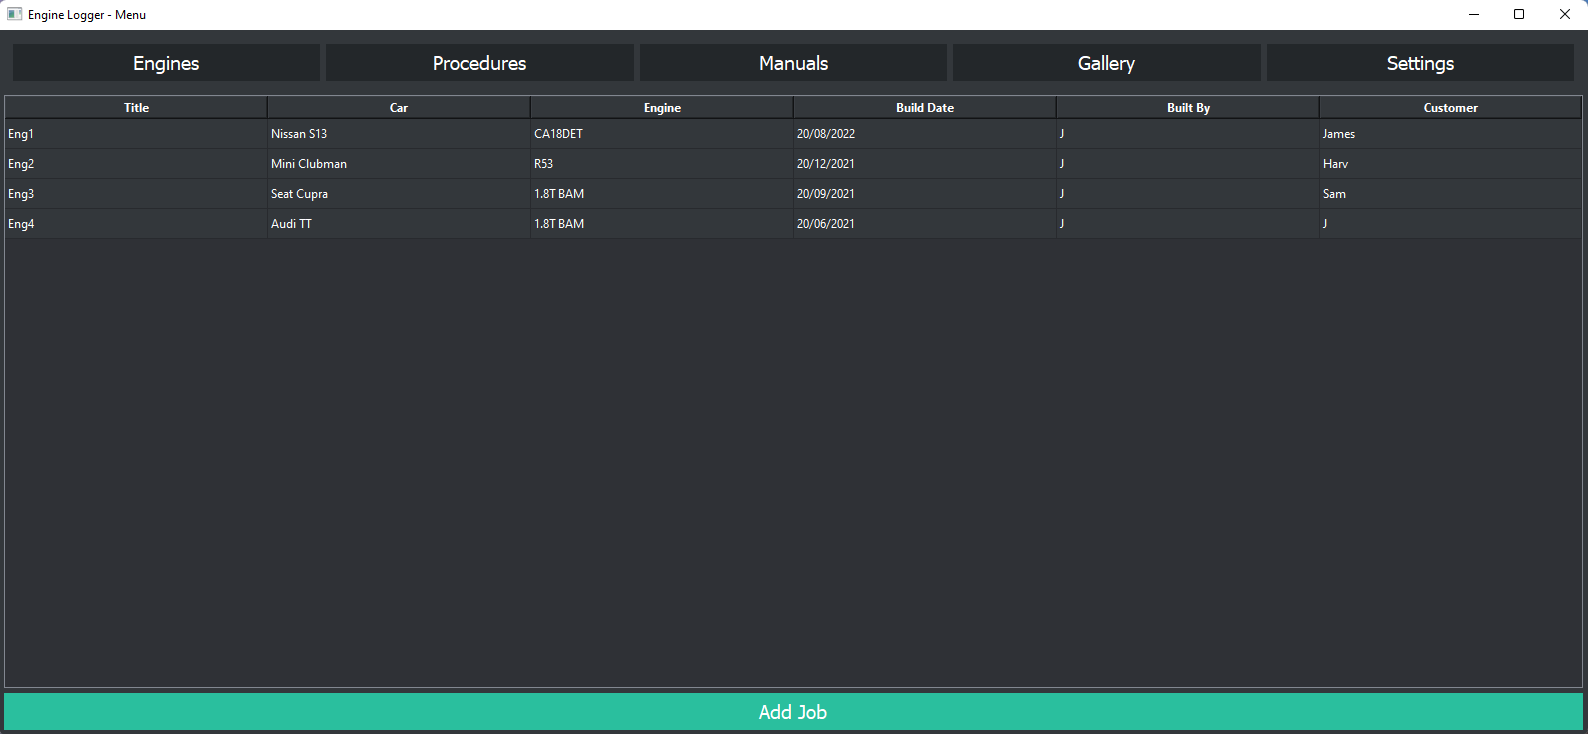 Engine Logger - Menu
Engines Procedures Manuals Gallery Settings
Title Car Engine Build Date Built By Customer
Eng1 Nissan S13 CA18DET 20/08/2022 J James
Eng2 Mini Clubman R53 20/12/2021 J Harv
Eng3 Seat Cupra 1.8T BAM 20/09/2021 J Sam
Eng4 Audi TT 1.8T BAM 20/06/2021 J J
Add Job